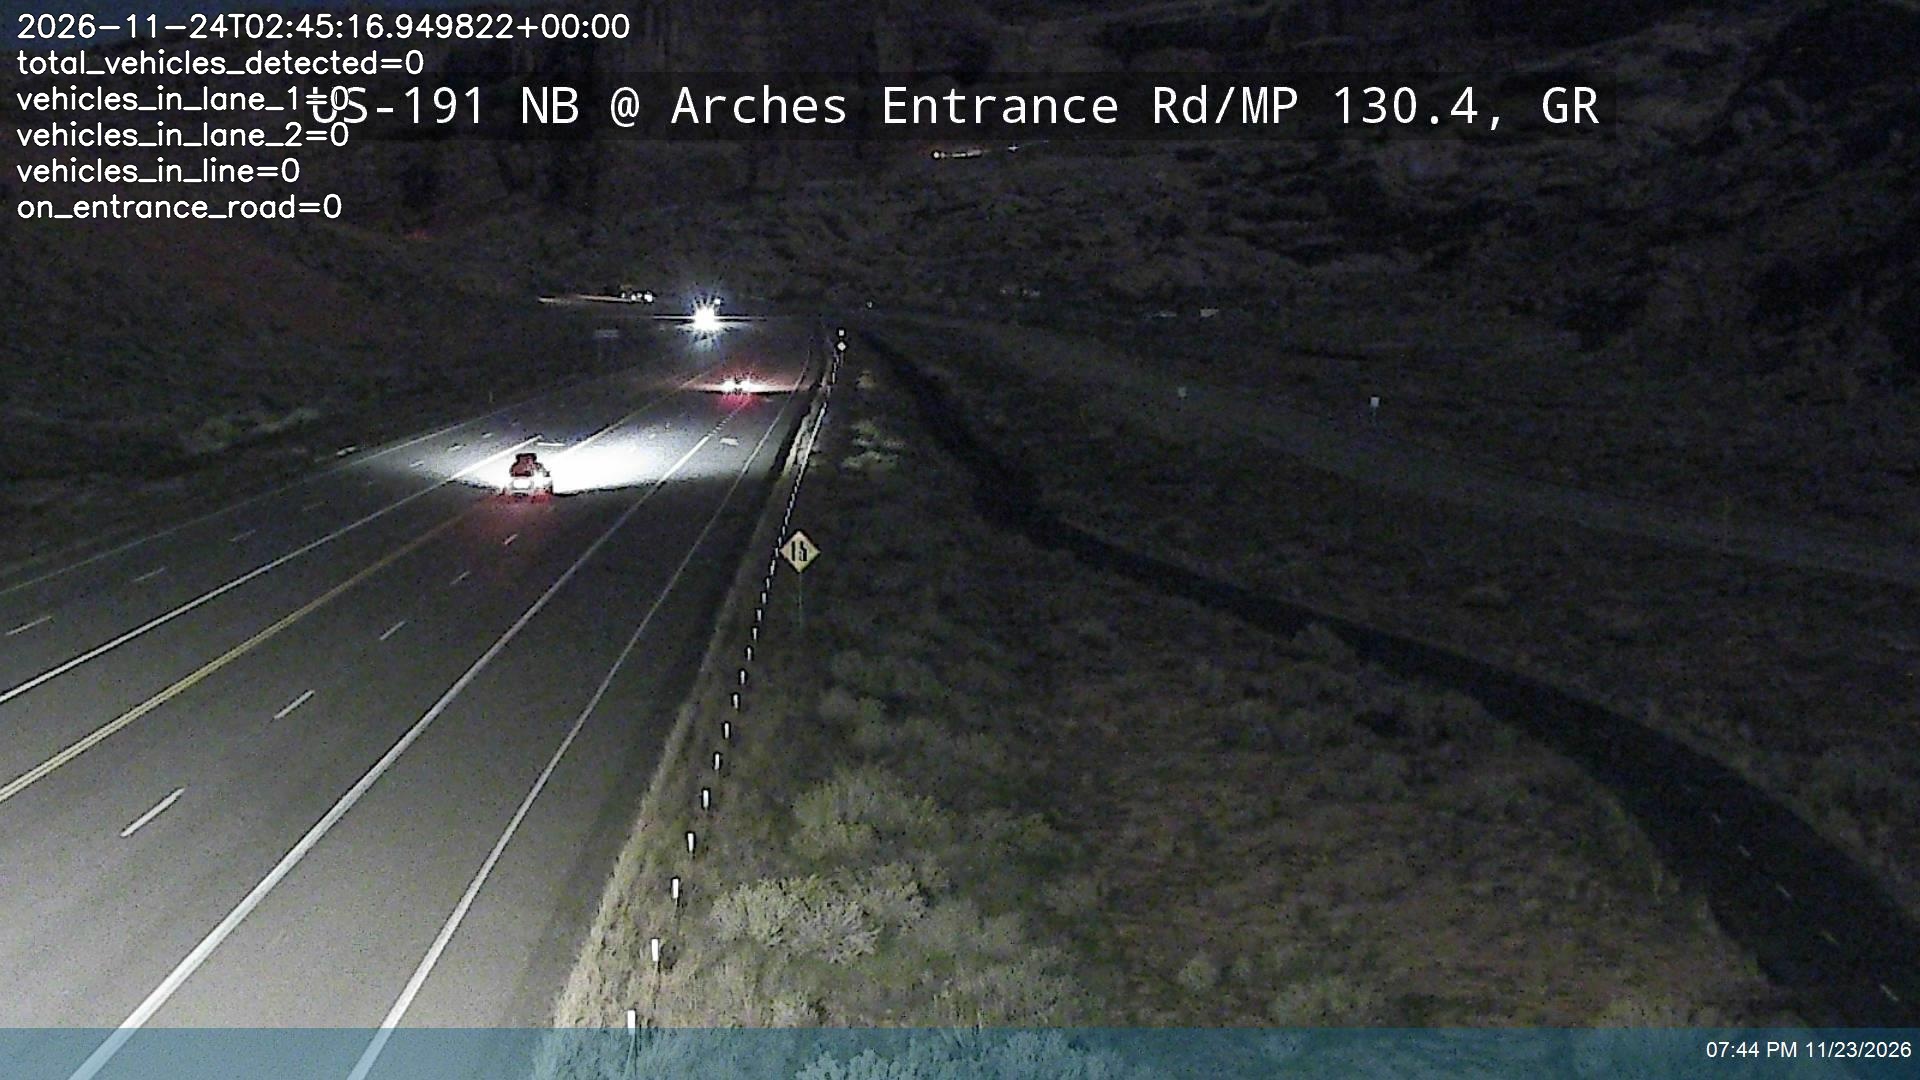 2026-11-24T02:45:16.949822+00:00
total_vehicles_detected=0
vehicles_in_lane_1=0
US-191 NB @ Arches Entrance Rd/MP 130.4, GR
vehicles_in_lane_2=0
vehicles_in_line=0
on_entrance_road=0
07:44 PM 11/23/2026